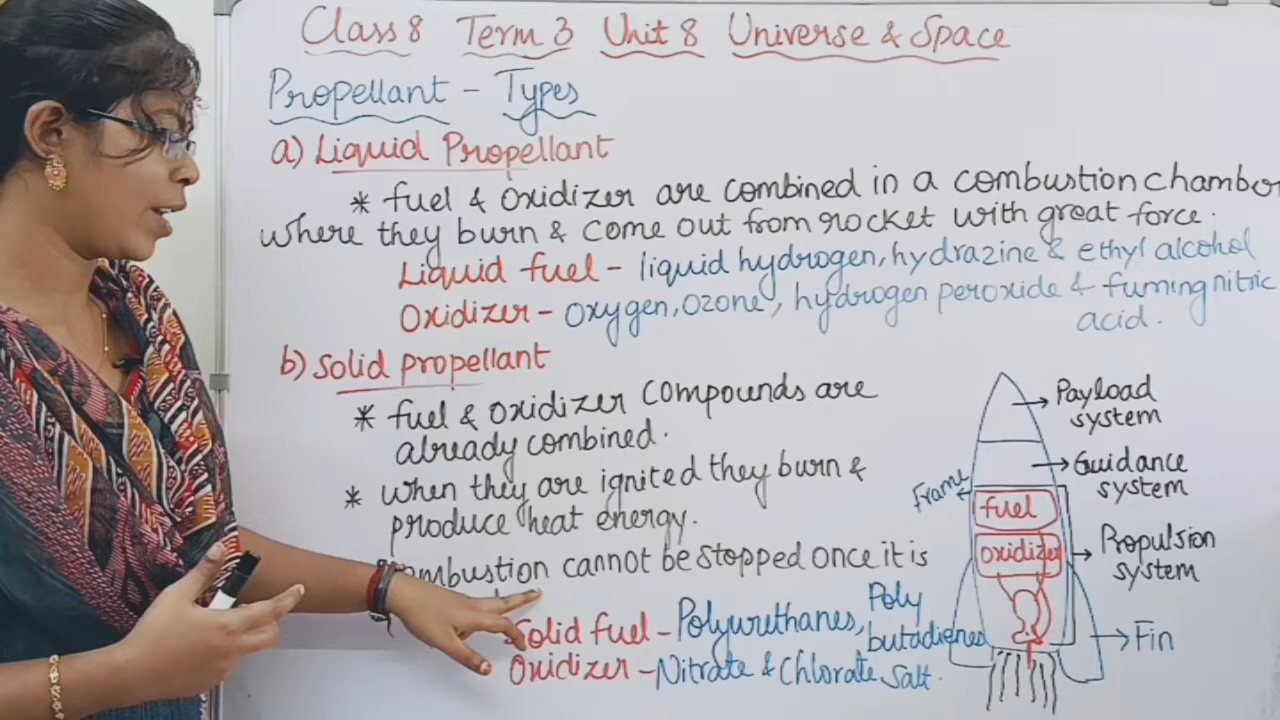 Class 8 Term 3 Unit 8 Universe & Space
Propellant - Types
a) Liquid Propellant
* fuel & Oxidizer are combined in a combustion chamber
where they burn & come out from rocket with great force.
Liquid fuel - liquid hydrogen, hydrazine & ethyl alcohol
Oxidizer - oxygen, ozone, hydrogen peroxide & fuming nitric
acid.
b) Solid propellant
* fuel & oxidizer compounds are
already combined.
* when they are ignited they burn &
produce heat energy.
combustion cannot be stopped once it is
Solid fuel - Polyurethanes, Poly
butadienes
Oxidizer - Nitrate & Chlorate Salt.
Payload
system
Guidance
system
Frame
fuel
oxidizer
Propulsion
system
Fin